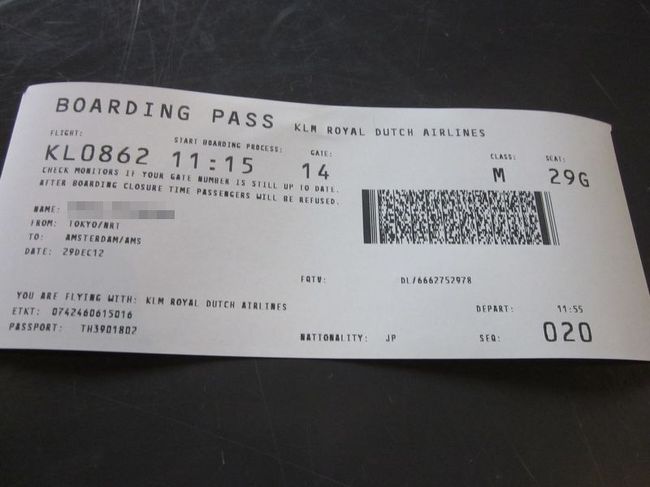 BOARDING PASS KLM ROYAL DUTCH AIRLINES
FLIGHT: START BOARDING PROCESS: GATE: CLASS: SEAT:
KL0862 11:15 14 M 29G
CHECK MONITORS IF YOUR GATE NUMBER IS STILL UP TO DATE.
AFTER BOARDING CLOSURE TIME PASSENGERS WILL BE REFUSED.
NAME:
FROM: TOKYO/NRT
TO: AMSTERDAM/AMS
DATE: 29DEC12
FQTV: DL/6662752978
YOU ARE FLYING WITH: KLM ROYAL DUTCH AIRLINES DEPART: 11:55
ETKT: 0742460615016
PASSPORT: TH3901802 NATIONALITY: JP SEQ: 020